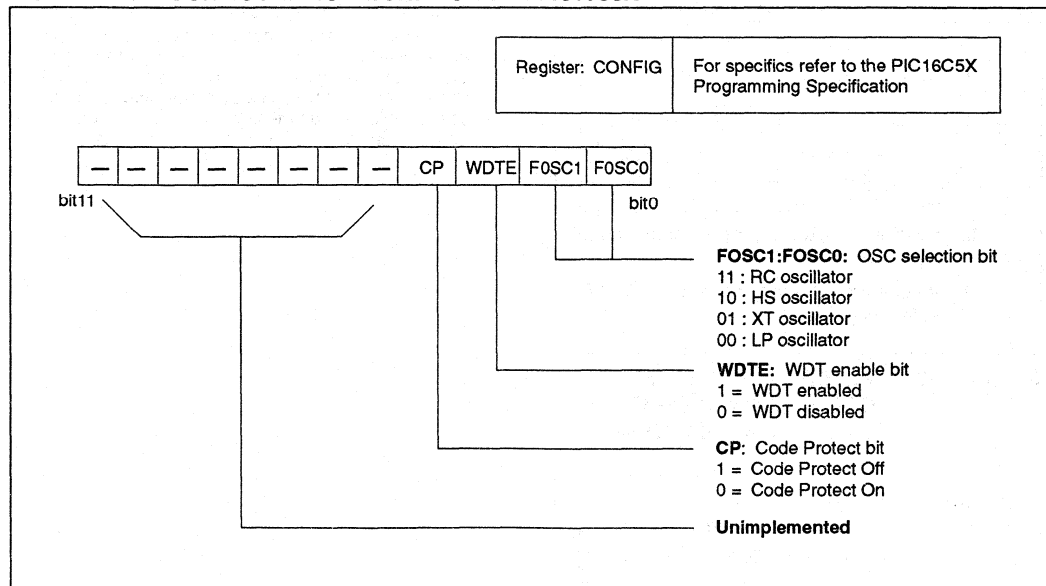 Register: CONFIG
For specifics refer to the PIC16C5X
Programming Specification
— — — — — — — — CP WDTE F0SC1 F0SC0
bit11
bit0
FOSC1:FOSC0: OSC selection bit
11 : RC oscillator
10 : HS oscillator
01 : XT oscillator
00 : LP oscillator
WDTE: WDT enable bit
1 = WDT enabled
0 = WDT disabled
CP: Code Protect bit
1 = Code Protect Off
0 = Code Protect On
Unimplemented